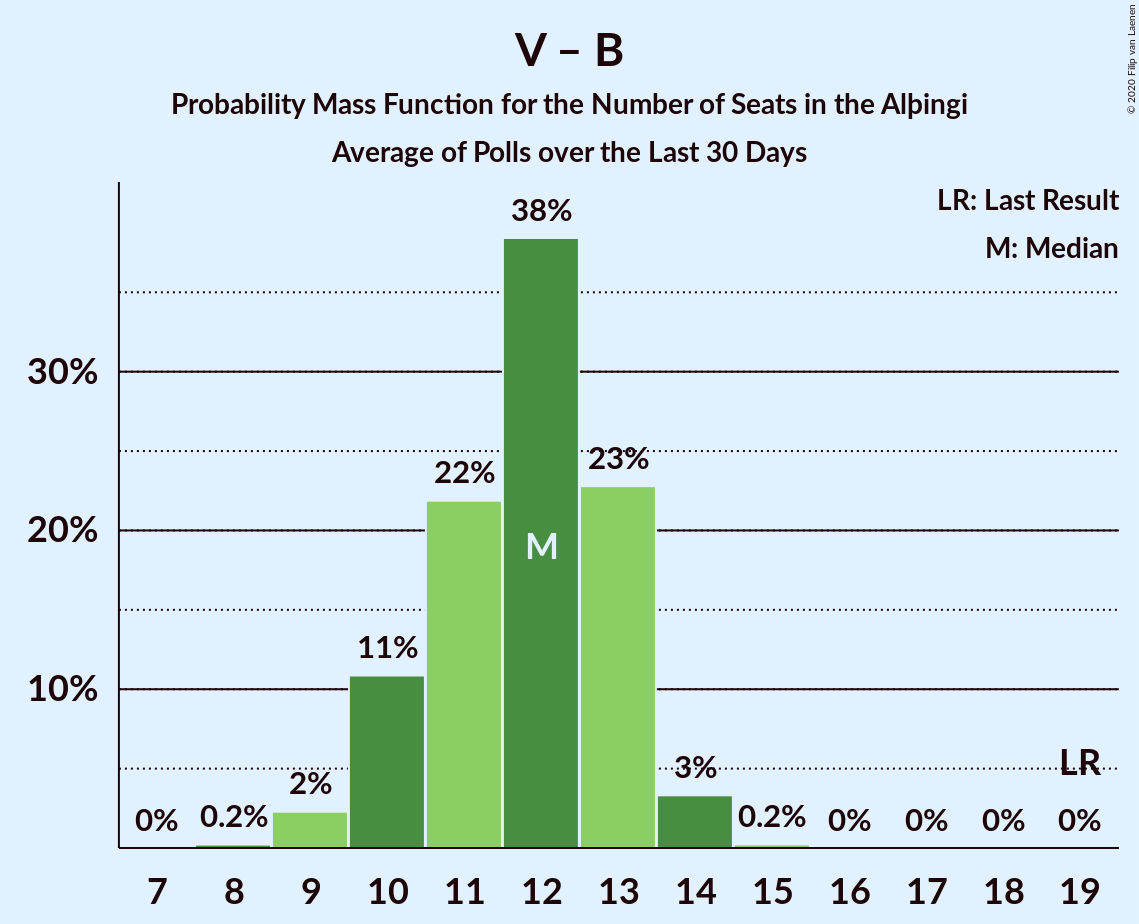 V – B
Probability Mass Function for the Number of Seats in the Alþingi
Average of Polls over the Last 30 Days
© 2020 Filip van Laenen
LR: Last Result
M: Median
38%
30%
23%
22%
20%
M
11%
10%
LR
3%
2%
0% 0.2% 0.2% 0% 0% 0% 0%
7 8 9 10 11 12 13 14 15 16 17 18 19